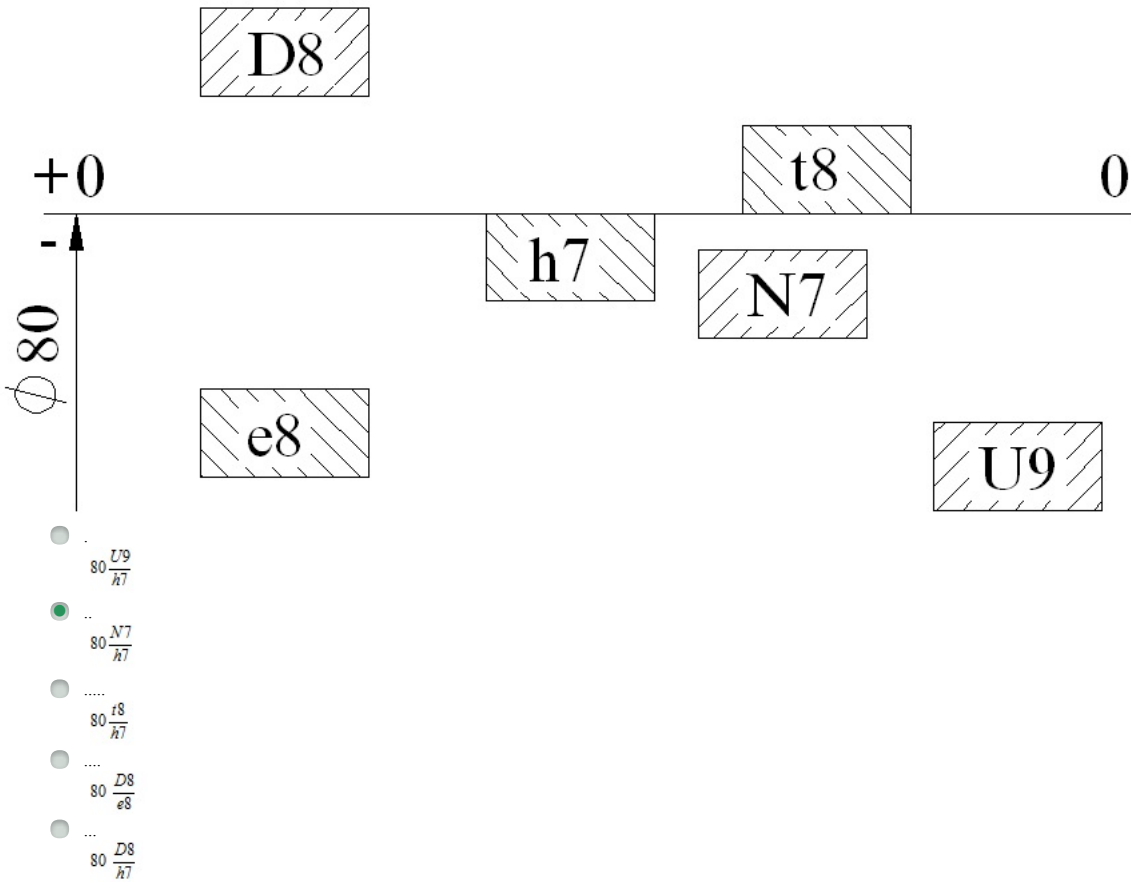 D8
t8
+0
0
-
h7
N7
⌀80
e8
U9
.
80 U9/h7
..
80 N7/h7
.....
80 t8/h7
....
80 D8/e8
...
80 D8/h7